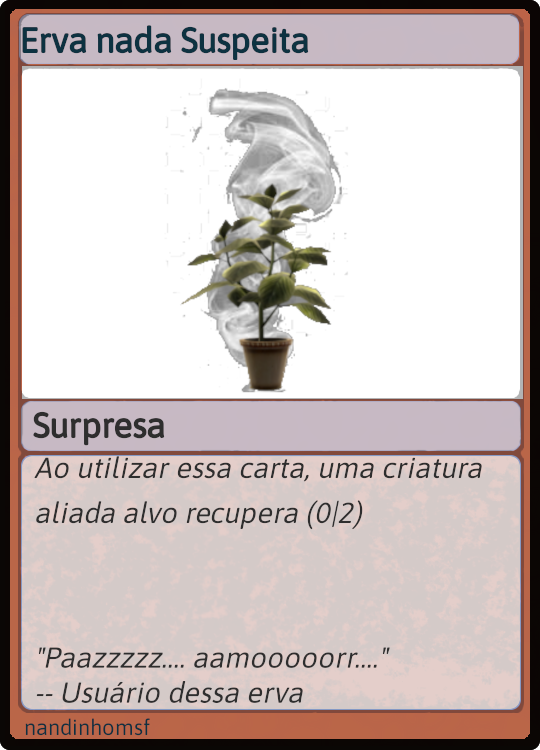 Erva nada Suspeita
Surpresa
Ao utilizar essa carta, uma criatura
aliada alvo recupera (0|2)
"Paazzzzz.... aamooooorr...."
-- Usuário dessa erva
nandinhomsf